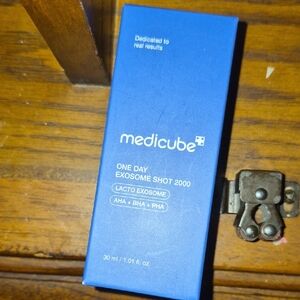 Dedicated to
real results
medicube
ONE DAY
EXOSOME SHOT 2000
LACTO EXOSOME
AHA + BHA + PHA
30 ml / 1.01 fl. oz.